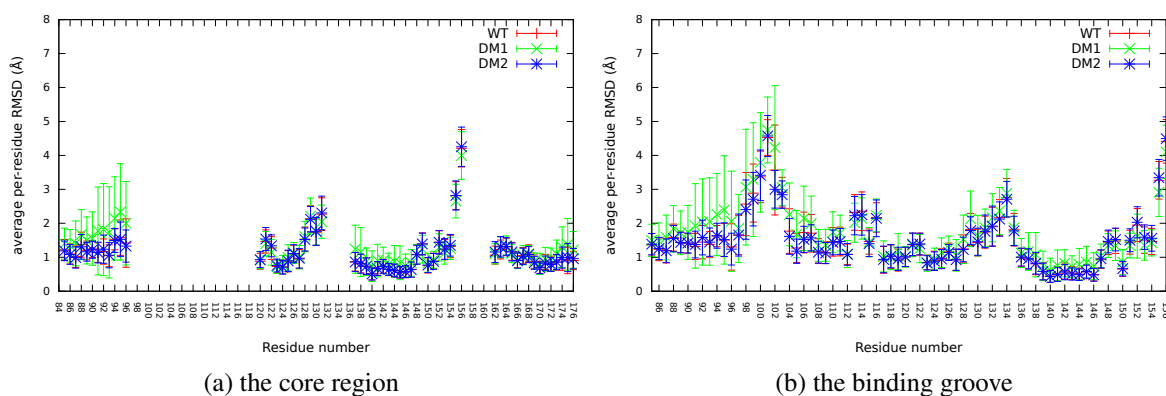 average per-residue RMSD (Å)
8
7
6
5
4
3
2
1
0
WT
DM1
DM2
84 86 88 90 92 94 96 98 100 102 104 106 108 110 112 114 116 118 120 122 124 126 128 130 132 134 136 138 140 142 144 146 148 150 152 154 156 158 160 162 164 166 168 170 172 174 176
Residue number
(a) the core region
average per-residue RMSD (Å)
8
7
6
5
4
3
2
1
0
WT
DM1
DM2
86 88 90 92 94 96 98 100 102 104 106 108 110 112 114 116 118 120 122 124 126 128 130 132 134 136 138 140 142 144 146 148 150 152 154 156
Residue number
(b) the binding groove